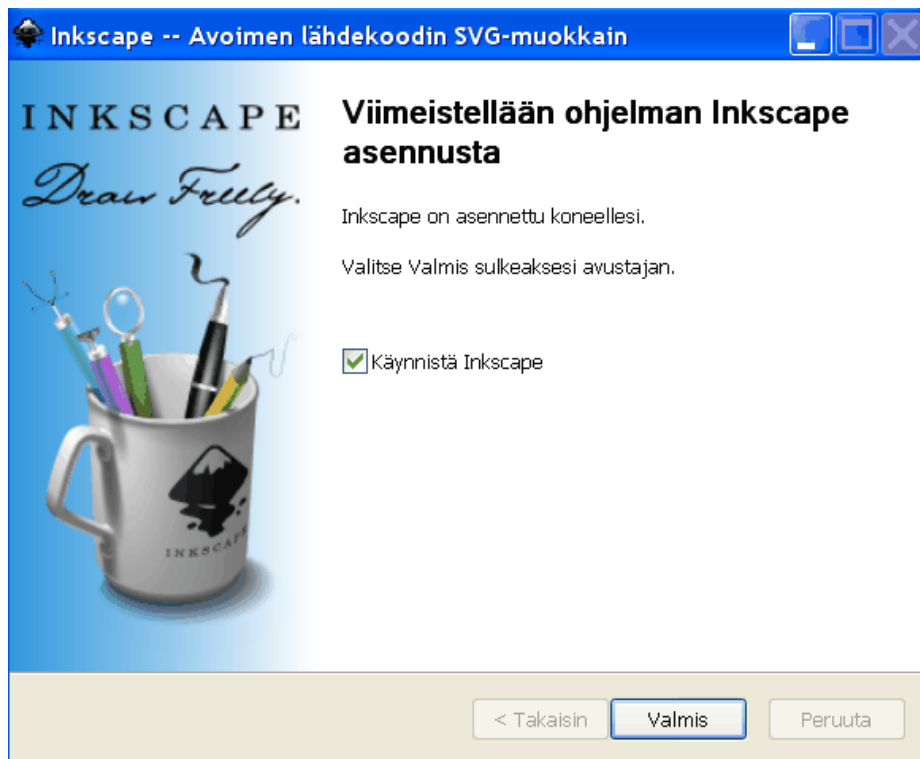 Inkscape -- Avoimen lähdekoodin SVG-muokkain
INKSCAPE
Draw Freely.
Viimeistellään ohjelman Inkscape
asennusta
Inkscape on asennettu koneellesi.
Valitse Valmis sulkeaksesi avustajan.
Käynnistä Inkscape
INKSCAPE
< Takaisin
Valmis
Peruuta